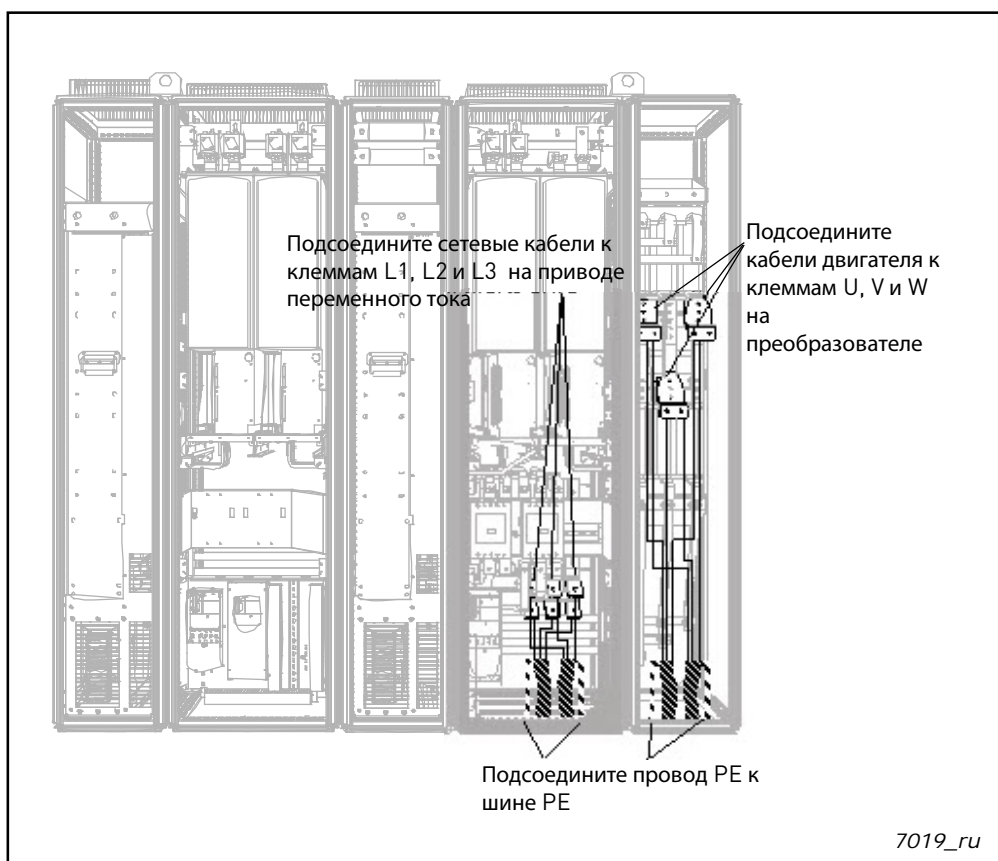 Подсоедините сетевые кабели к
клеммам L1, L2 и L3 на приводе
переменного тока
Подсоедините
кабели двигателя к
клеммам U, V и W
на
преобразователе
Подсоедините провод PE к
шине PE
7019_ru